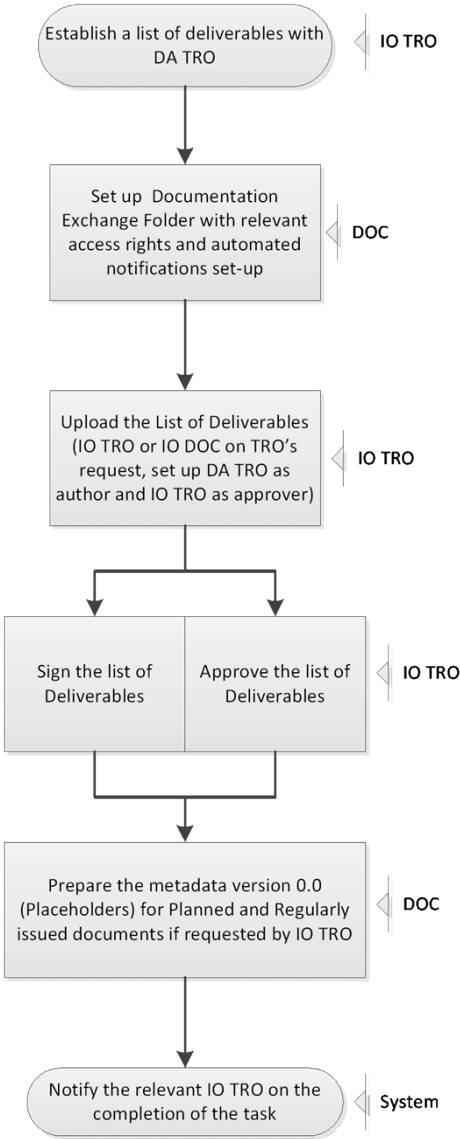 Establish a list of deliverables with
DA TRO
IO TRO
Set up Documentation
Exchange Folder with relevant
access rights and automated
notifications set-up
DOC
Upload the List of Deliverables
(IO TRO or IO DOC on TRO's
request, set up DA TRO as
author and IO TRO as approver)
IO TRO
Sign the list of
Deliverables
Approve the list of
Deliverables
IO TRO
Prepare the metadata version 0.0
(Placeholders) for Planned and Regularly
issued documents if requested by IO TRO
DOC
Notify the relevant IO TRO on the
completion of the task
System